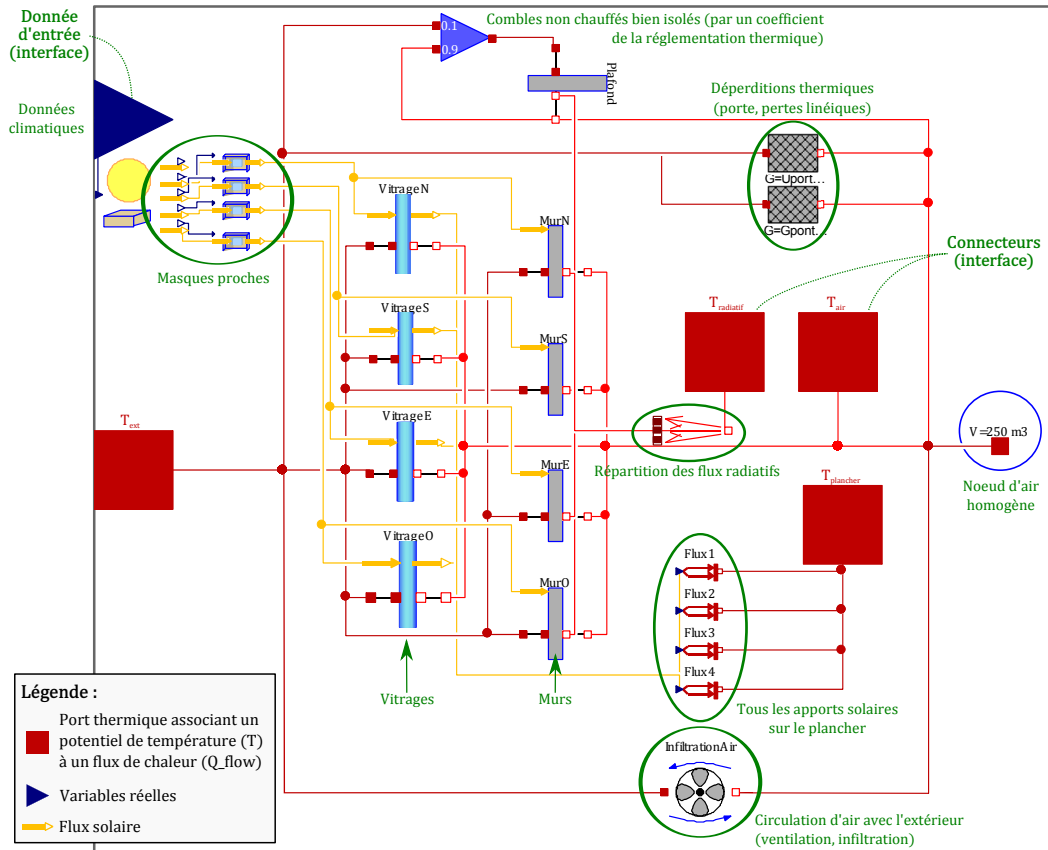 Donnée
d'entrée
(interface)
Données
climatiques
0.1
0.9
Combles non chauffés bien isolés (par un coefficient
de la réglementation thermique)
Plafond
Déperditions thermiques
(porte, pertes linéiques)
G=Uport...
G=Gpont...
Masques proches
VitrageN
VitrageS
VitrageE
VitrageO
MurN
MurS
MurE
MurO
Connecteurs
(interface)
T_radiatif
T_air
T_ext
V=250 m3
Noeud d'air
homogène
Répartition des flux radiatifs
T_plancher
Flux1
Flux2
Flux3
Flux4
Tous les apports solaires
sur le plancher
Vitrages
Murs
InfiltrationAir
Circulation d'air avec l'extérieur
(ventilation, infiltration)
Légende :
Port thermique associant un
potentiel de température (T)
à un flux de chaleur (Q_flow)
Variables réelles
Flux solaire